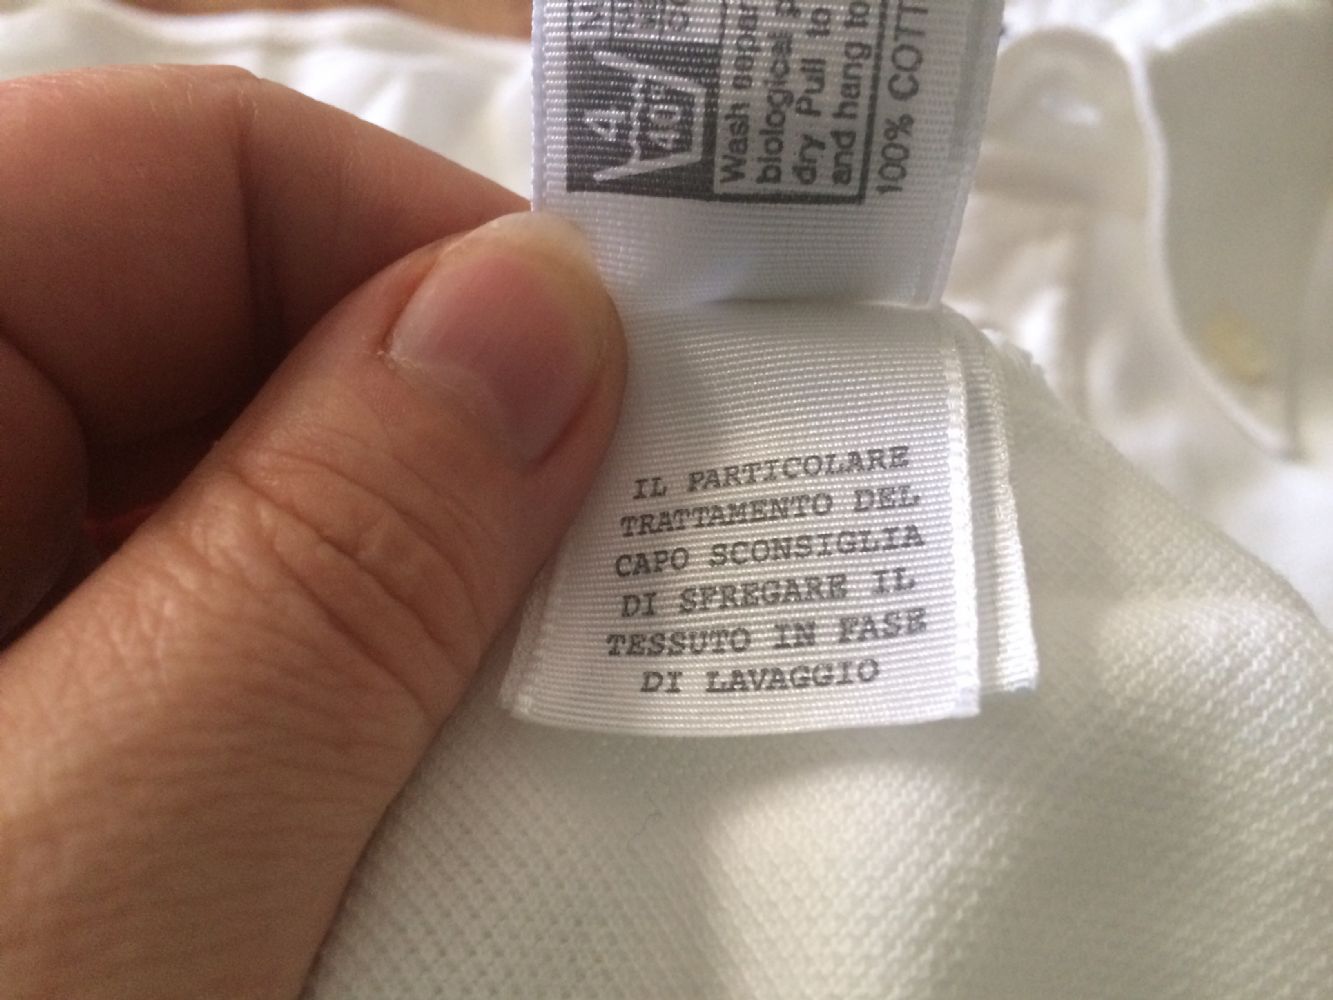 Wash separ
biological p
dry Pull to
and hang to
100% COTT
IL PARTICOLARE
TRATTAMENTO DEL
CAPO SCONSIGLIA
DI SFREGARE IL
TESSUTO IN FASE
DI LAVAGGIO